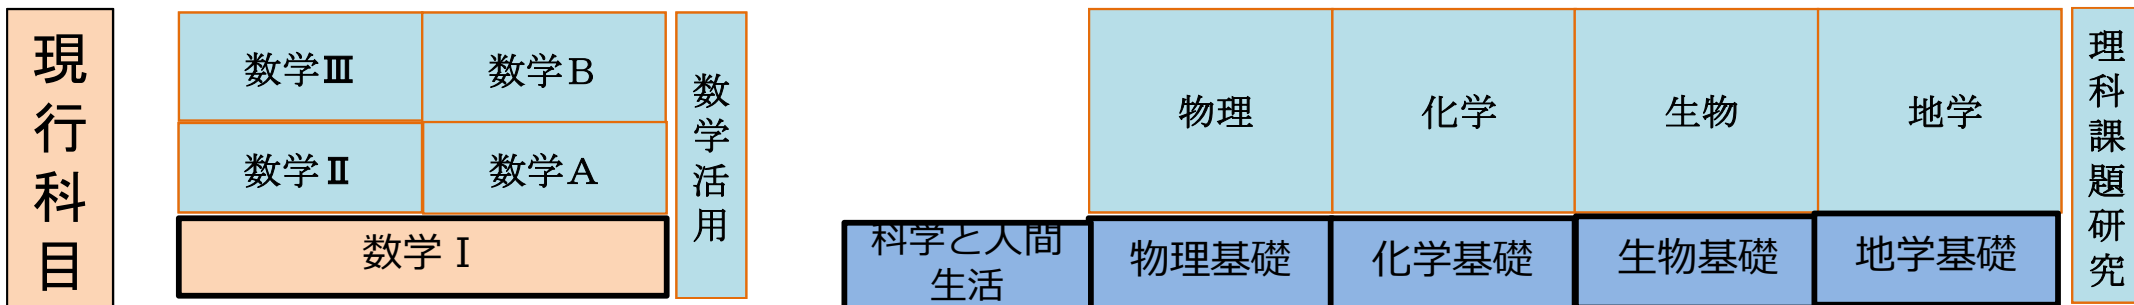 現行科目
数学Ⅲ
数学B
数学Ⅱ
数学A
数学Ⅰ
数学活用
物理
化学
生物
地学
科学と人間
生活
物理基礎
化学基礎
生物基礎
地学基礎
理科課題研究